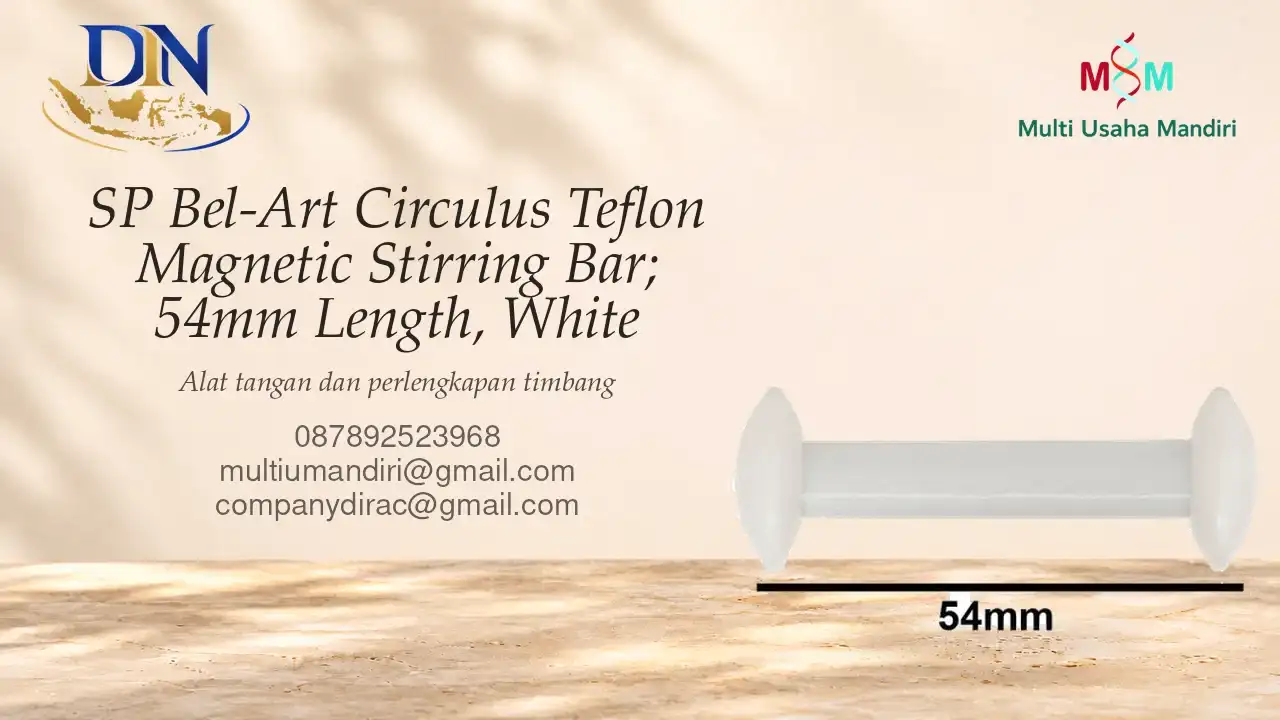 DIN
MSM
Multi Usaha Mandiri
SP Bel-Art Circulus Teflon
Magnetic Stirring Bar;
54mm Length, White
Alat tangan dan perlengkapan timbang
087892523968
multiumandiri@gmail.com
companydirac@gmail.com
54mm